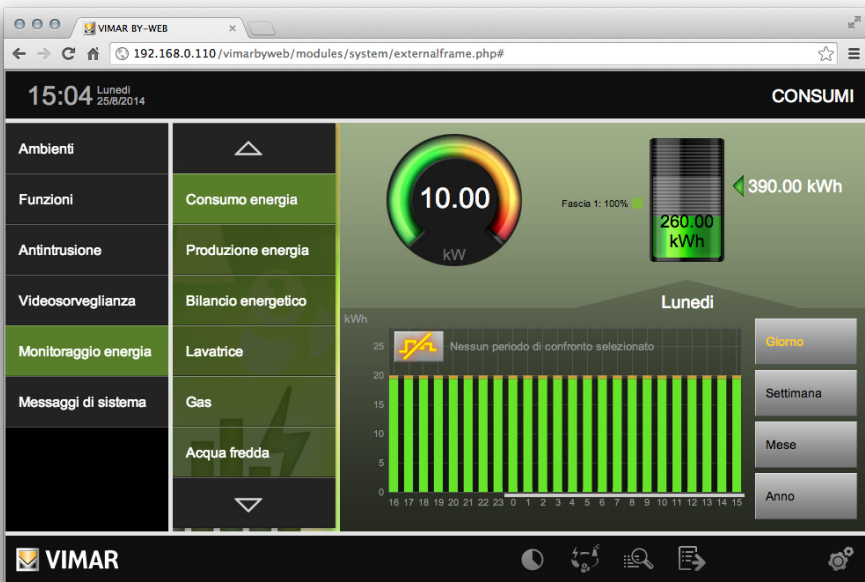 VIMAR BY-WEB
192.168.0.110/vimarbyweb/modules/system/externalframe.php#
15:04 Lunedì 25/8/2014
CONSUMI
Ambienti
Funzioni
Antintrusione
Videosorveglianza
Monitoraggio energia
Messaggi di sistema
Consumo energia
Produzione energia
Bilancio energetico
Lavatrice
Gas
Acqua fredda
10.00
kW
Fascia 1: 100%
260.00
kWh
390.00 kWh
Lunedì
kWh
Nessun periodo di confronto selezionato
25
20
15
10
5
0
16 17 18 19 20 21 22 23 0 1 2 3 4 5 6 7 8 9 10 11 12 13 14 15
Giorno
Settimana
Mese
Anno
VIMAR